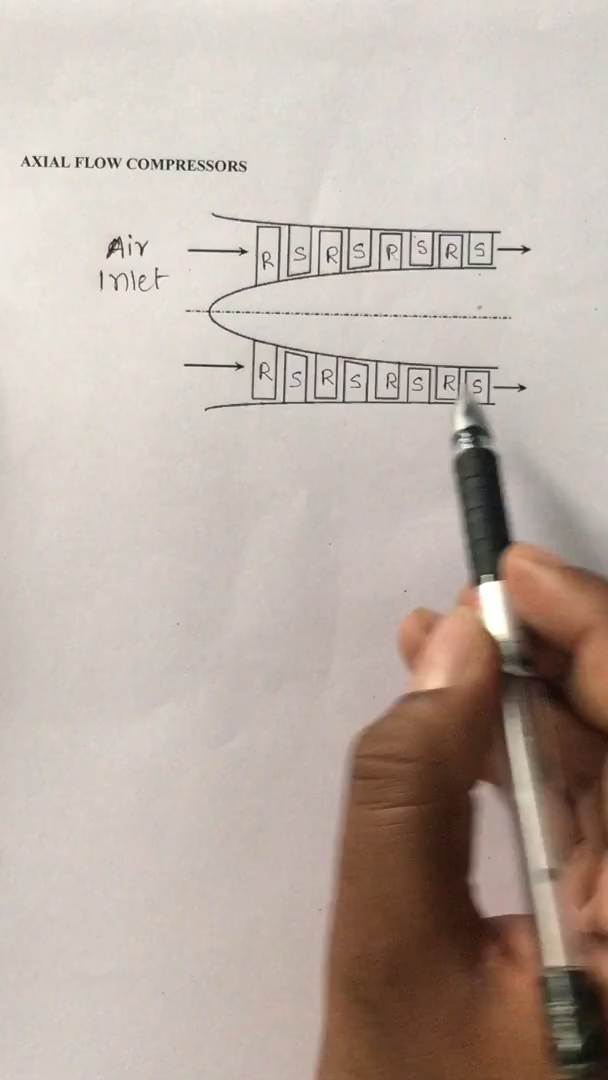 AXIAL FLOW COMPRESSORS
Air
Inlet
R S R S R S R S
R S R S R S R S